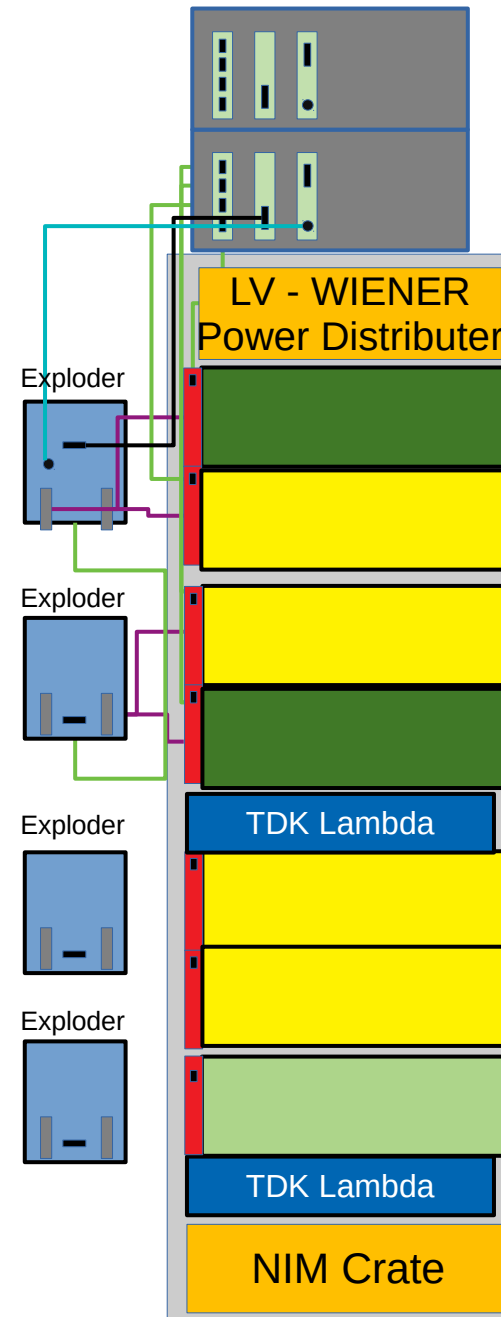 LV - WIENER
Power Distributer
Exploder
Exploder
TDK Lambda
Exploder
Exploder
TDK Lambda
NIM Crate